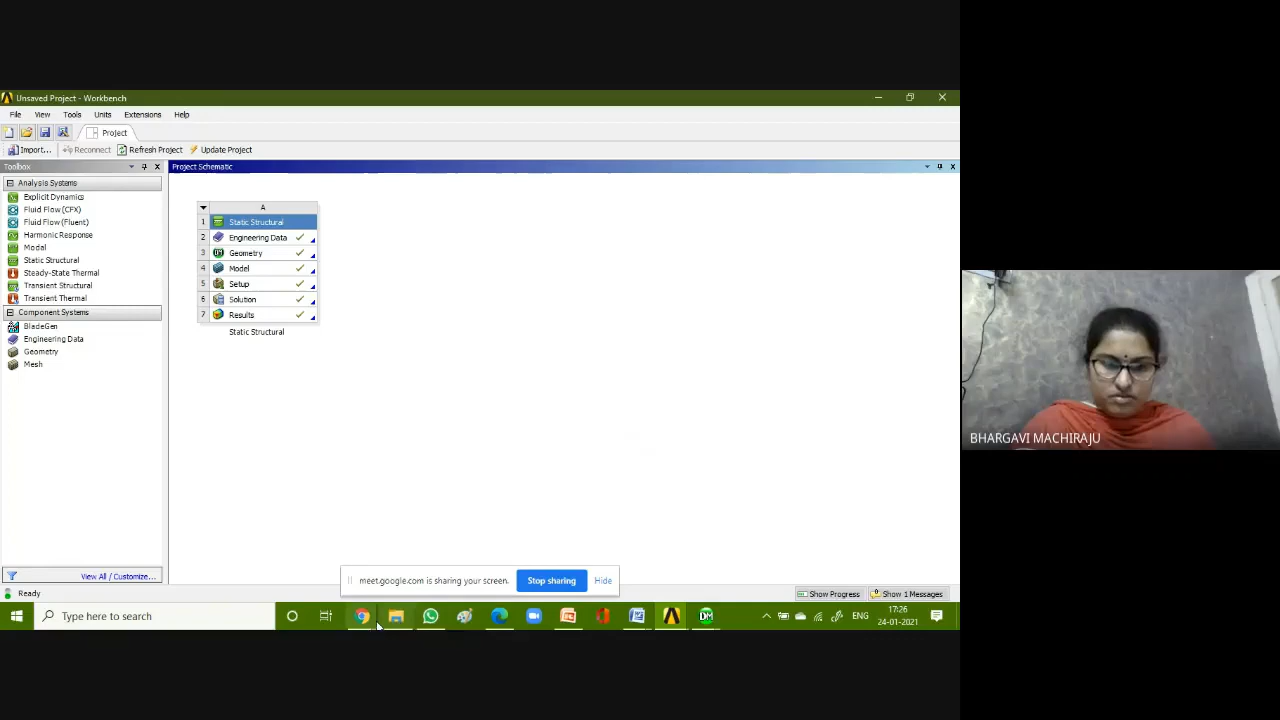 Unsaved Project - Workbench
File View Tools Units Extensions Help
Project
Import... Reconnect Refresh Project Update Project
Toolbox
Project Schematic
Analysis Systems
Explicit Dynamics
Fluid Flow (CFX)
Fluid Flow (Fluent)
Harmonic Response
Modal
Static Structural
Steady-State Thermal
Transient Structural
Transient Thermal
Component Systems
BladeGen
Engineering Data
Geometry
Mesh
View All / Customize...
A
1 Static Structural
2 Engineering Data
3 Geometry
4 Model
5 Setup
6 Solution
7 Results
Static Structural
BHARGAVI MACHIRAJU
meet.google.com is sharing your screen. Stop sharing Hide
Ready
Show Progress Show 1 Messages
Type here to search
DM
ENG
17:26
24-01-2021